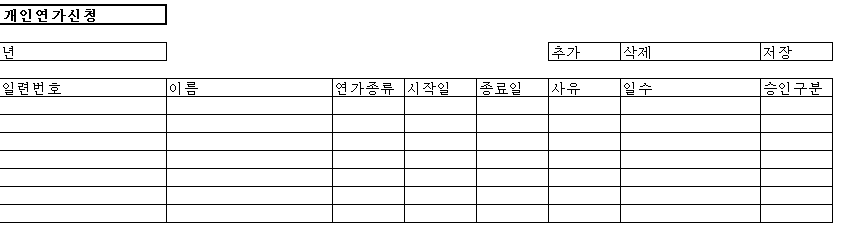 개인연가신청
년 추가 삭제 저장
일련번호 이름 연가종류 시작일 종료일 사유 일수 승인구분